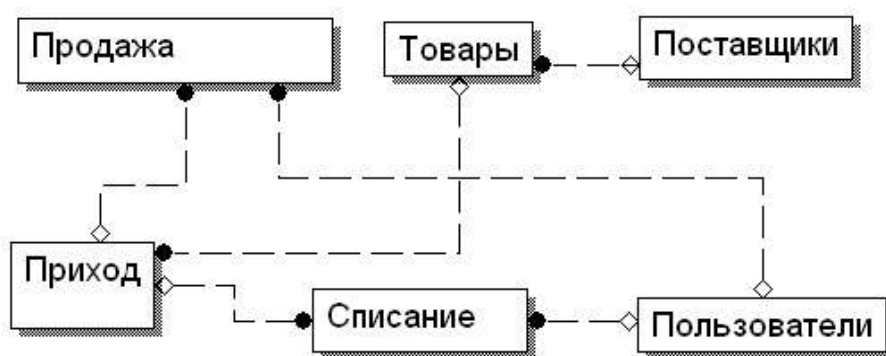 Продажа
Товары
Поставщики
Приход
Списание
Пользователи